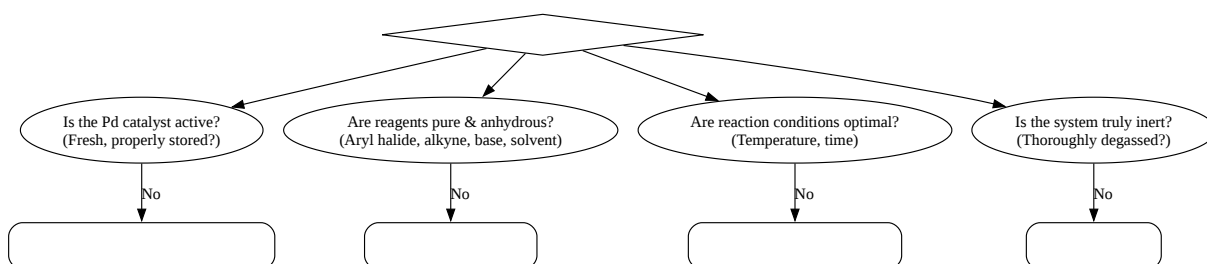 Is the Pd catalyst active?
(Fresh, properly stored?)
Are reagents pure & anhydrous?
(Aryl halide, alkyne, base, solvent)
Are reaction conditions optimal?
(Temperature, time)
Is the system truly inert?
(Thoroughly degassed?)
No
No
No
No